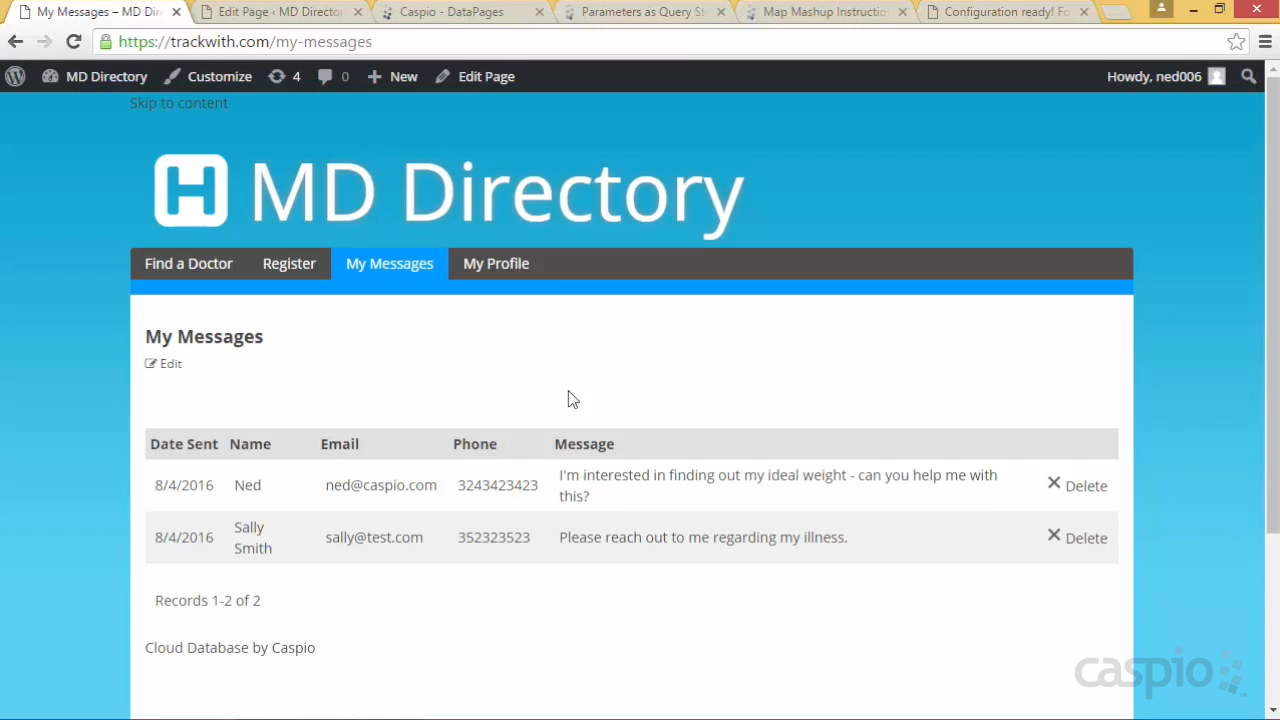 My Messages – MD Dire
Edit Page ‹ MD Director
Caspio - DataPages
Parameters as Query St
Map Mashup Instructio
Configuration ready! Fo
https://trackwith.com/my-messages
MD Directory Customize 4 0 New Edit Page Howdy, ned006
Skip to content
H MD Directory
Find a Doctor Register My Messages My Profile
My Messages
Edit
Date Sent Name Email Phone Message
8/4/2016 Ned ned@caspio.com 3243423423 I'm interested in finding out my ideal weight - can you help me with
this? Delete
8/4/2016 Sally
Smith sally@test.com 352323523 Please reach out to me regarding my illness. Delete
Records 1-2 of 2
Cloud Database by Caspio
caspio